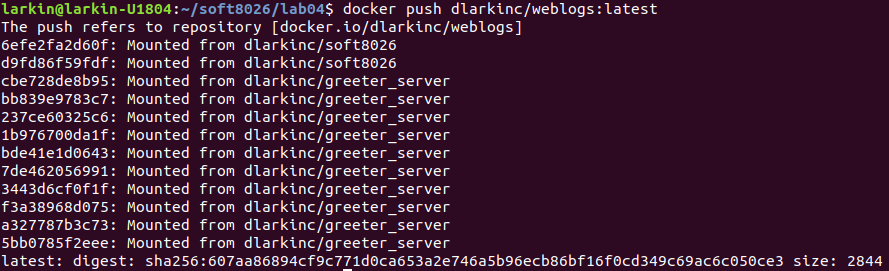 larkin@larkin-U1804:~/soft8026/lab04$ docker push dlarkinc/weblogs:latest
The push refers to repository [docker.io/dlarkinc/weblogs]
6efe2fa2d60f: Mounted from dlarkinc/soft8026
d9fd86f59fdf: Mounted from dlarkinc/soft8026
cbe728de8b95: Mounted from dlarkinc/greeter_server
bb839e9783c7: Mounted from dlarkinc/greeter_server
237ce60325c6: Mounted from dlarkinc/greeter_server
1b976700da1f: Mounted from dlarkinc/greeter_server
bde41e1d0643: Mounted from dlarkinc/greeter_server
7de462056991: Mounted from dlarkinc/greeter_server
3443d6cf0f1f: Mounted from dlarkinc/greeter_server
f3a38968d075: Mounted from dlarkinc/greeter_server
a327787b3c73: Mounted from dlarkinc/greeter_server
5bb0785f2eee: Mounted from dlarkinc/greeter_server
latest: digest: sha256:607aa86894cf9c771d0ca653a2e746a5b96ecb86bf16f0cd349c69ac6c050ce3 size: 2844